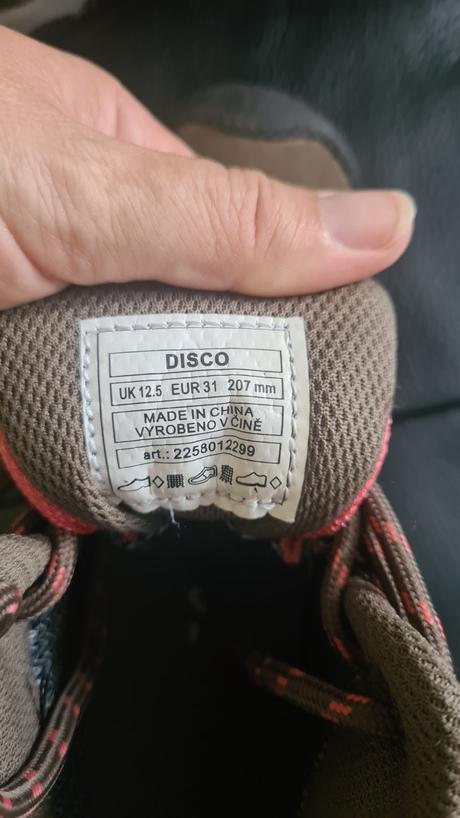 DISCO
UK 12.5 EUR 31 207 mm
MADE IN CHINA
VYROBENO V ČÍNĚ
art.: 2258012299